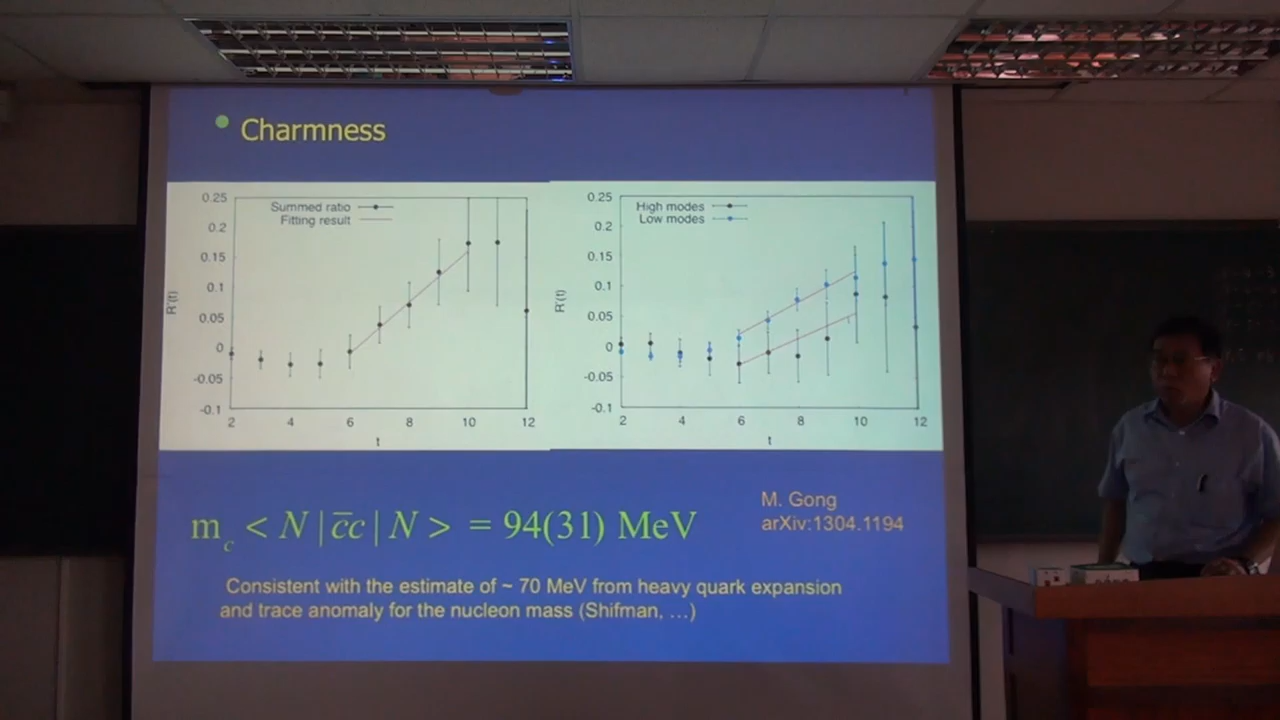 Charmness
0.25
0.2
0.15
0.1
0.05
0
-0.05
-0.1
R'(t)
Summed ratio
Fitting result
2 4 6 8 10 12
t
0.25
0.2
0.15
0.1
0.05
0
-0.05
-0.1
R'(t)
High modes
Low modes
2 4 6 8 10 12
t
m_c < N | c̄c | N > = 94(31) MeV
M. Gong
arXiv:1304.1194
Consistent with the estimate of ~ 70 MeV from heavy quark expansion
and trace anomaly for the nucleon mass (Shifman, …)